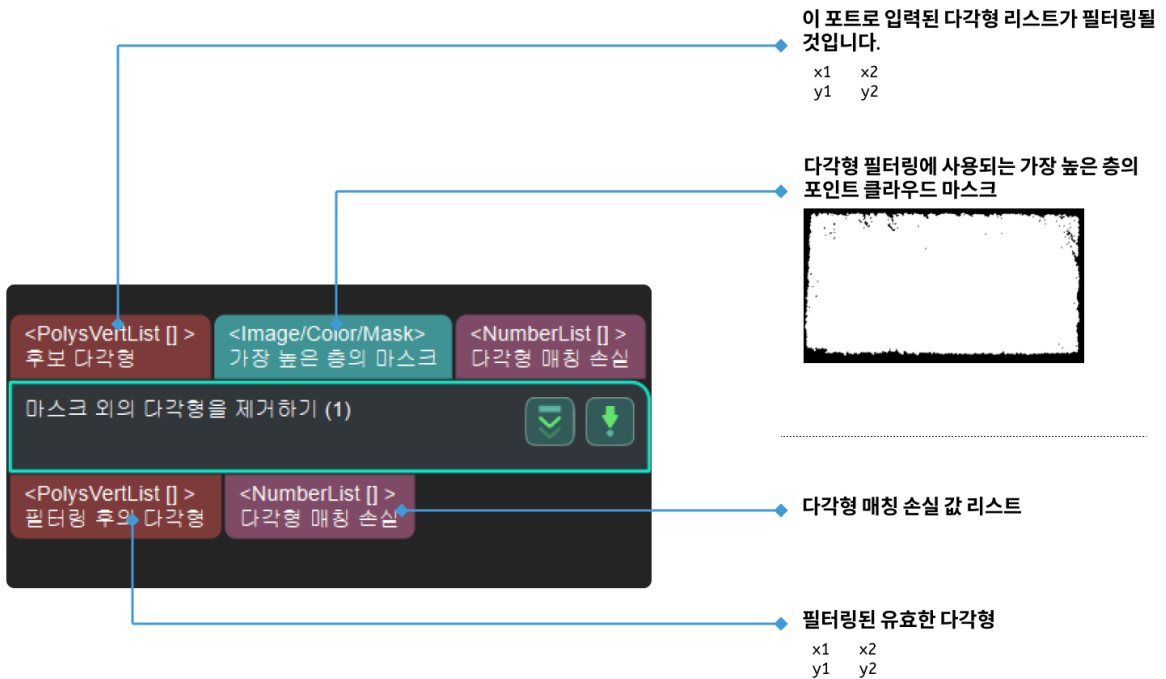 이 포트로 입력된 다각형 리스트가 필터링될
것입니다.
x1 x2
y1 y2
다각형 필터링에 사용되는 가장 높은 층의
포인트 클라우드 마스크
<PolysVertList [] >
후보 다각형
<Image/Color/Mask>
가장 높은 층의 마스크
<NumberList [] >
다각형 매칭 손실
마스크 외의 다각형을 제거하기 (1)
<PolysVertList [] >
필터링 후의 다각형
<NumberList [] >
다각형 매칭 손실
다각형 매칭 손실 값 리스트
필터링된 유효한 다각형
x1 x2
y1 y2